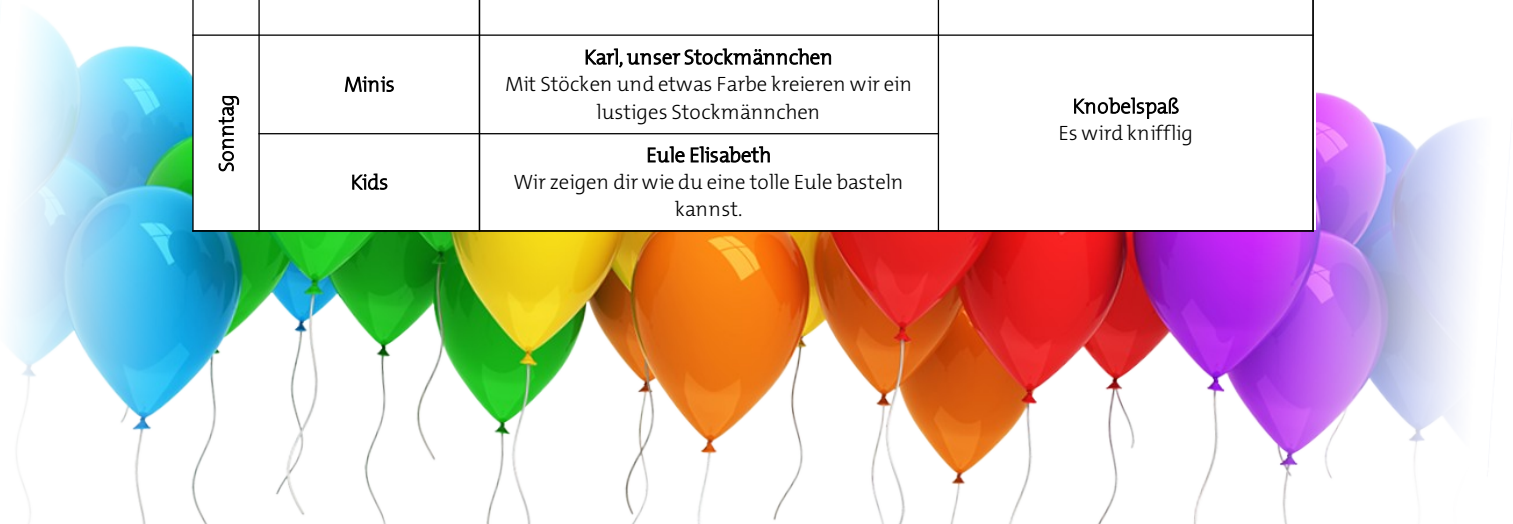 Sonntag
Minis
Karl, unser Stockmännchen
Mit Stöcken und etwas Farbe kreieren wir ein
lustiges Stockmännchen
Knobelspaß
Es wird knifflig
Kids
Eule Elisabeth
Wir zeigen dir wie du eine tolle Eule basteln
kannst.